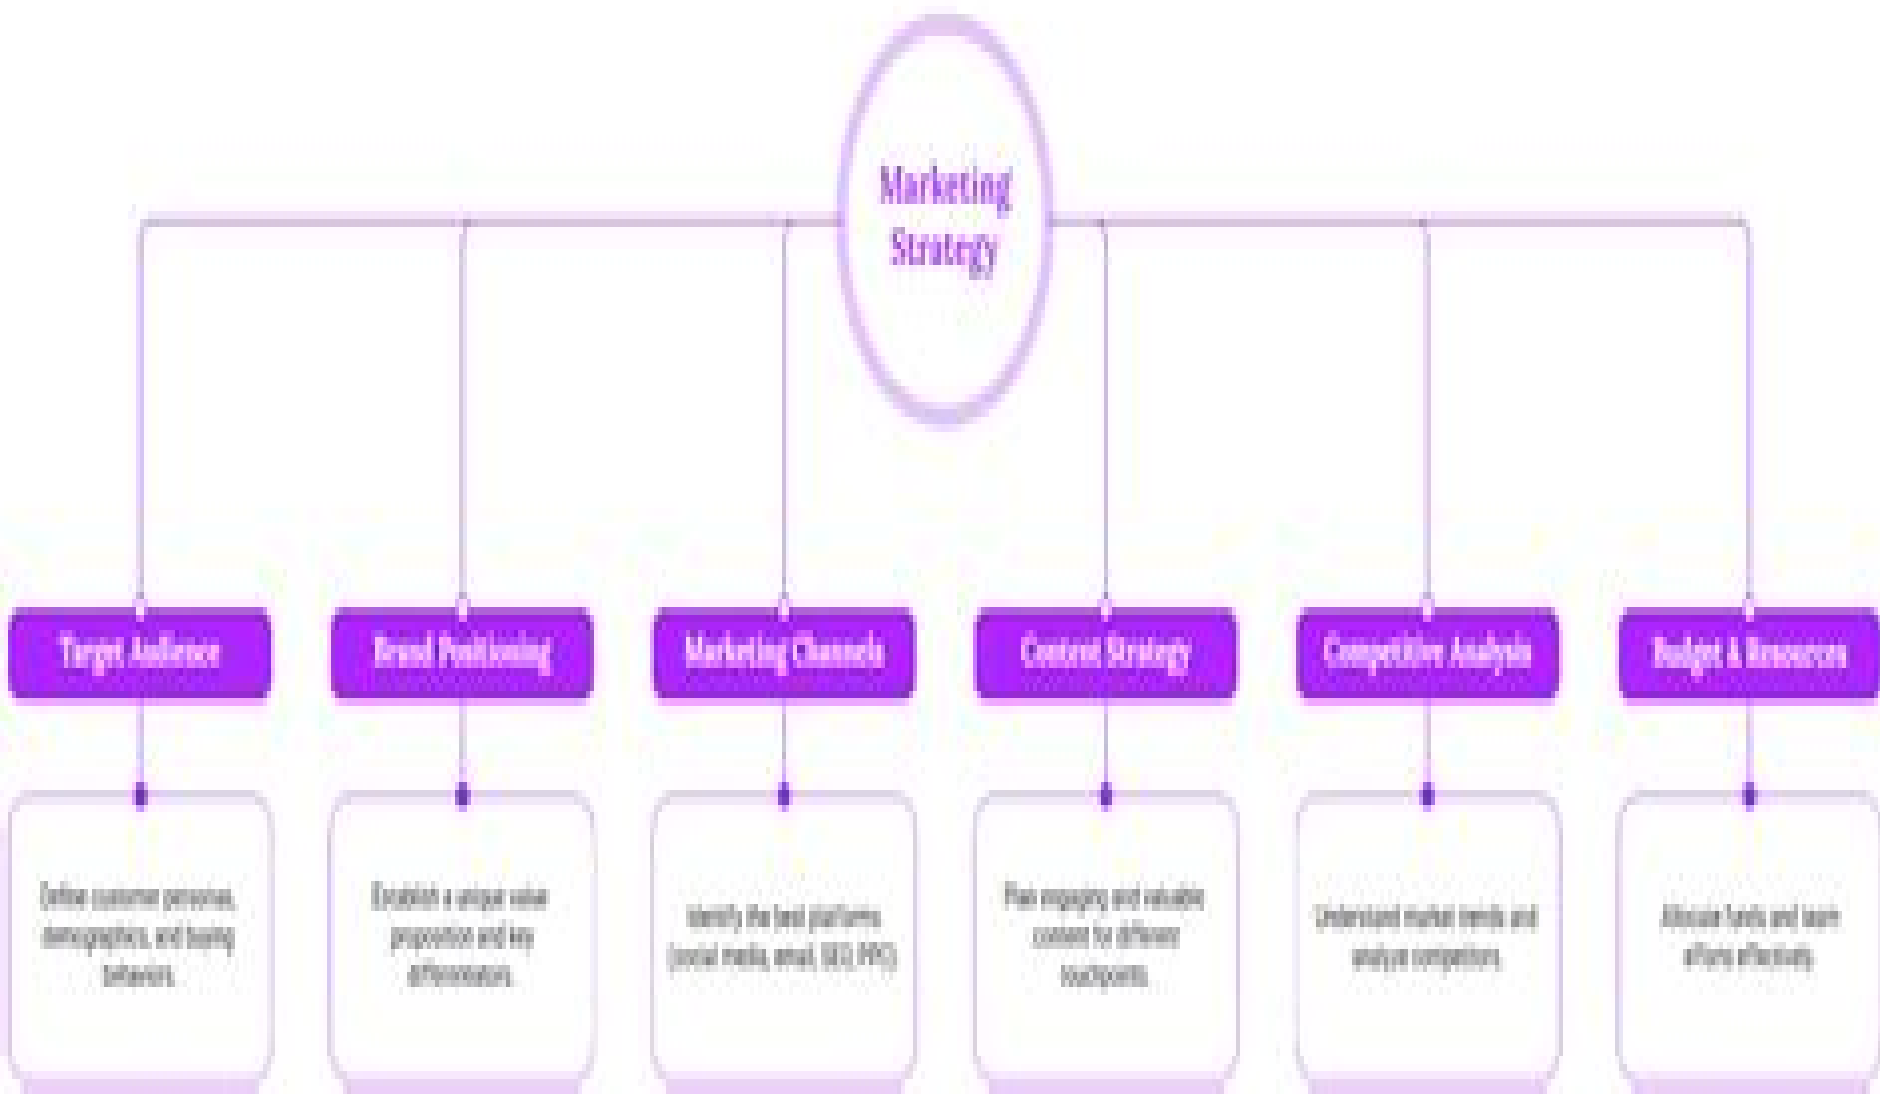 Marketing
Strategy
Target Audience
Brand Positioning
Marketing Channels
Content Strategy
Competitive Analysis
Budget & Resources
Define customer personas,
demographics, and buying
behaviors.
Establish a unique value
proposition and key
differentiators.
Identify the best platforms
(social media, email, SEO, PPC).
Plan engaging and valuable
content for different
touchpoints.
Understand market trends and
analyze competitors.
Allocate funds and team
efforts effectively.